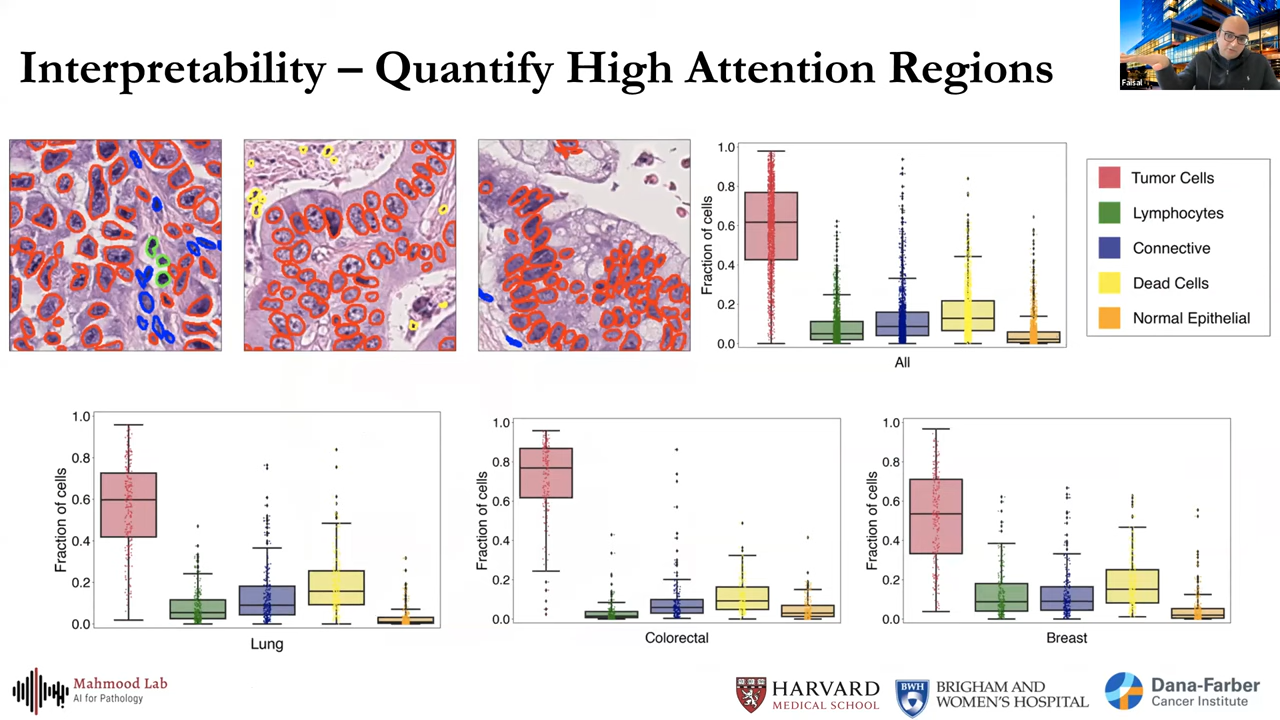 Interpretability – Quantify High Attention Regions
Faisal
1.0
0.8
0.6
0.4
0.2
0.0
Fraction of cells
All
Tumor Cells
Lymphocytes
Connective
Dead Cells
Normal Epithelial
1.0
0.8
0.6
0.4
0.2
0.0
Fraction of cells
Lung
1.0
0.8
0.6
0.4
0.2
0.0
Fraction of cells
Colorectal
1.0
0.8
0.6
0.4
0.2
0.0
Fraction of cells
Breast
Mahmood Lab
AI for Pathology
HARVARD
MEDICAL SCHOOL
BWH
BRIGHAM AND
WOMEN'S HOSPITAL
Dana-Farber
Cancer Institute